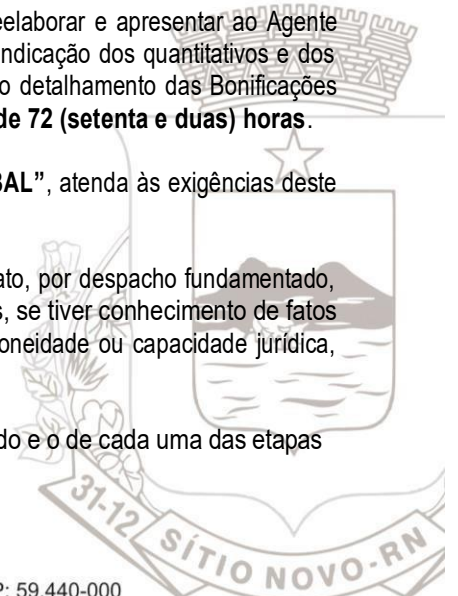 eelaborar e apresentar ao Agente
ndicação dos quantitativos e dos
o detalhamento das Bonificações
de 72 (setenta e duas) horas.
BAL”, atenda às exigências deste
ato, por despacho fundamentado,
s, se tiver conhecimento de fatos
oneidade ou capacidade jurídica,
do e o de cada uma das etapas
31-12 SÍTIO NOVO-RN
P: 59.440-000